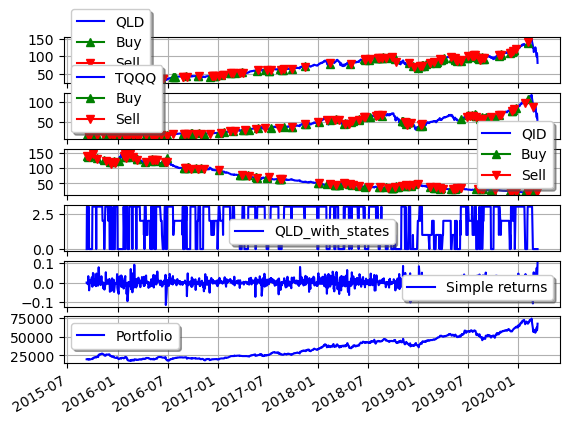 QLD
Buy
Sell
150
100
50
TQQQ
Buy
Sell
100
50
QID
Buy
Sell
150
100
50
QLD_with_states
2.5
0.0
Simple returns
0.1
0.0
−0.1
Portfolio
75000
50000
25000
2015-07 2016-01 2016-07 2017-01 2017-07 2018-01 2018-07 2019-01 2019-07 2020-01